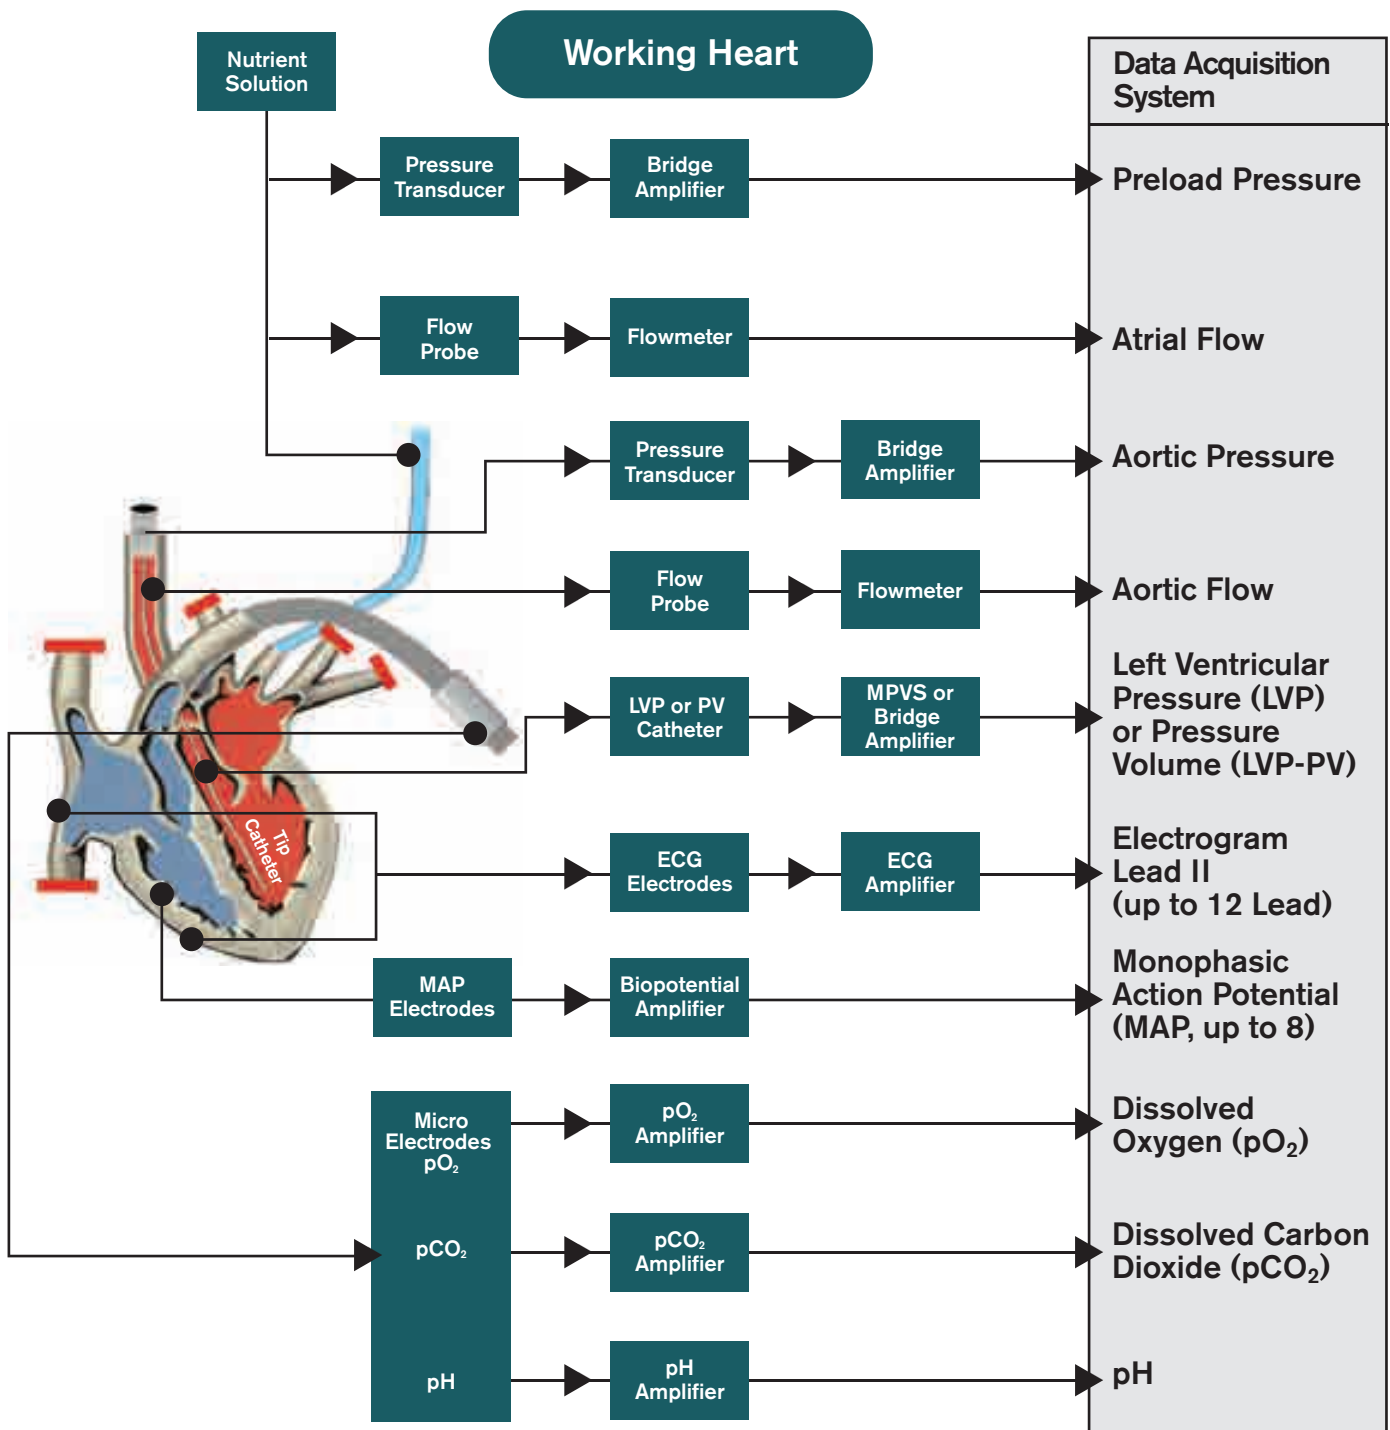 Working Heart
Nutrient
Solution
Data Acquisition
System
Pressure
Transducer
Bridge
Amplifier
Preload Pressure
Flow
Probe
Flowmeter
Atrial Flow
Pressure
Transducer
Bridge
Amplifier
Aortic Pressure
Flow
Probe
Flowmeter
Aortic Flow
LVP or PV
Catheter
MPVS or
Bridge
Amplifier
Left Ventricular
Pressure (LVP)
or Pressure
Volume (LVP-PV)
Tip
Catheter
ECG
Electrodes
ECG
Amplifier
Electrogram
Lead II
(up to 12 Lead)
MAP
Electrodes
Biopotential
Amplifier
Monophasic
Action Potential
(MAP, up to 8)
Micro
Electrodes
pO₂
pO₂
Amplifier
Dissolved
Oxygen (pO₂)
pCO₂
pCO₂
Amplifier
Dissolved Carbon
Dioxide (pCO₂)
pH
pH
Amplifier
pH